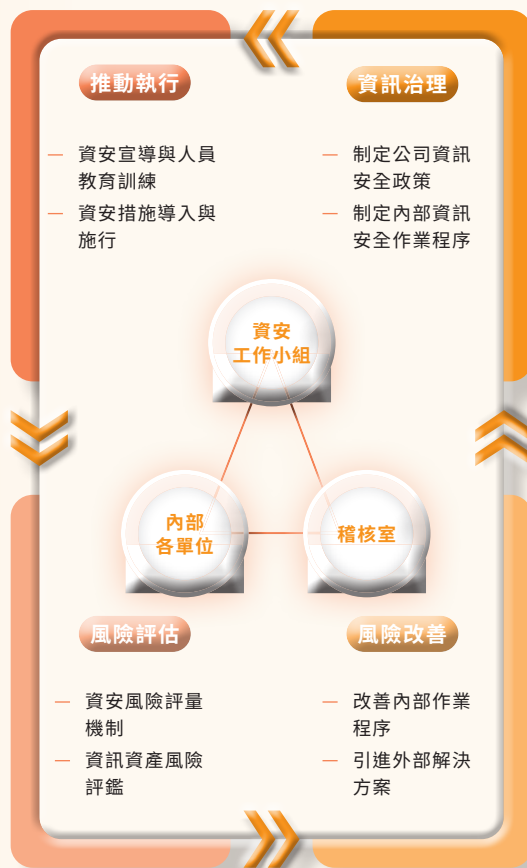 推動執行
— 資安宣導與人員
教育訓練
— 資安措施導入與
施行
資訊治理
— 制定公司資訊
安全政策
— 制定內部資訊
安全作業程序
資安
工作小組
內部
各單位
稽核室
風險評估
— 資安風險評量
機制
— 資訊資產風險
評鑑
風險改善
— 改善內部作業
程序
— 引進外部解決
方案